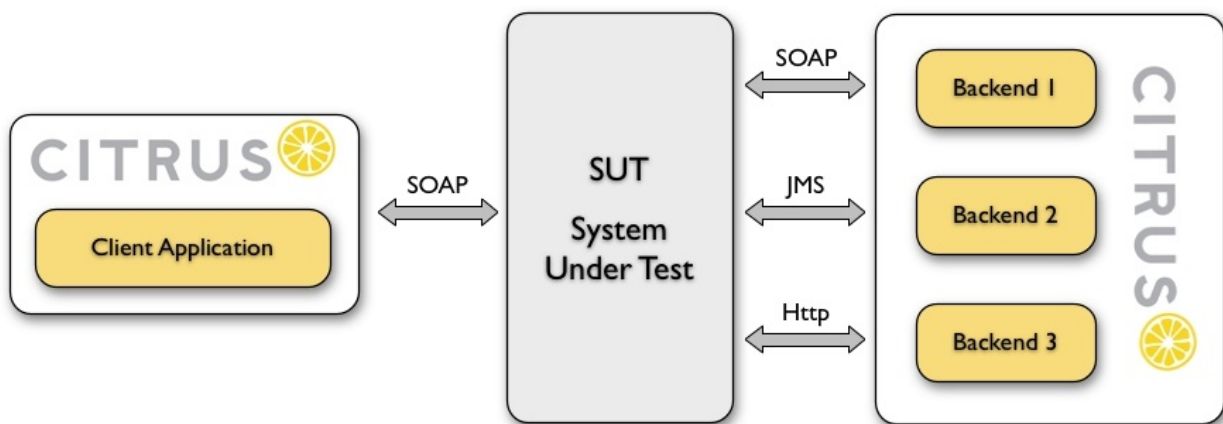 CITRUS
Client Application
SOAP
SUT
System
Under Test
SOAP
JMS
Http
Backend 1
Backend 2
Backend 3
CITRUS